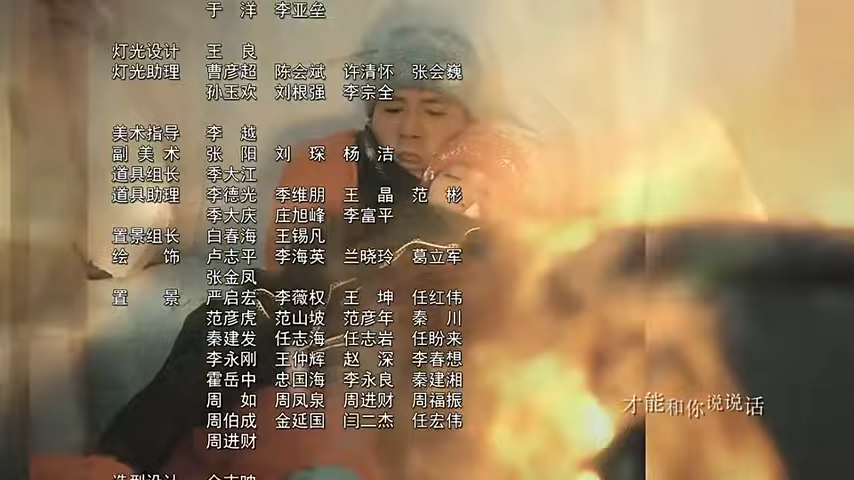 于 洋 李亚垒
灯光设计 王 良
灯光助理 曹彦超 陈会斌 许清怀 张会巍
孙玉欢 刘根强 李宗全
美术指导 李 越
副 美 术 张 阳 刘 琛 杨 洁
道具组长 季大江
道具助理 李德光 季维朋 王 晶 范 彬
季大庆 庄旭峰 李富平
置景组长 白春海 王锡凡
绘 饰 卢志平 李海英 兰晓玲 葛立军
张金凤
置 景 严启宏 李薇权 王 坤 任红伟
范彦虎 范山坡 范彦年 秦 川
秦建发 任志海 任志岩 任盼来
李永刚 王仲辉 赵 深 李春想
霍岳中 忠国海 李永良 秦建湘
周 如 周凤泉 周进财 周福振
周伯成 金延国 闫二杰 任宏伟
周进财
才能和你说说话